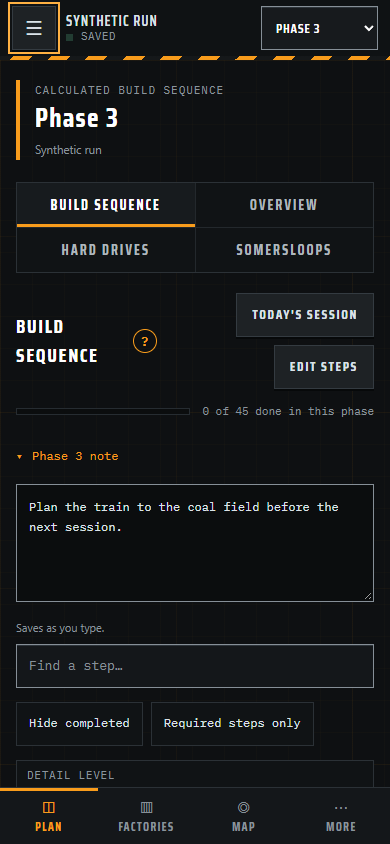 SYNTHETIC RUN
SAVED
PHASE 3
CALCULATED BUILD SEQUENCE
Phase 3
Synthetic run
BUILD SEQUENCE
OVERVIEW
HARD DRIVES
SOMERSLOOPS
BUILD
SEQUENCE
?
TODAY'S SESSION
EDIT STEPS
0 of 45 done in this phase
▾ Phase 3 note
Plan the train to the coal field before the
next session.
Saves as you type.
Find a step…
Hide completed
Required steps only
DETAIL LEVEL
PLAN
FACTORIES
MAP
MORE